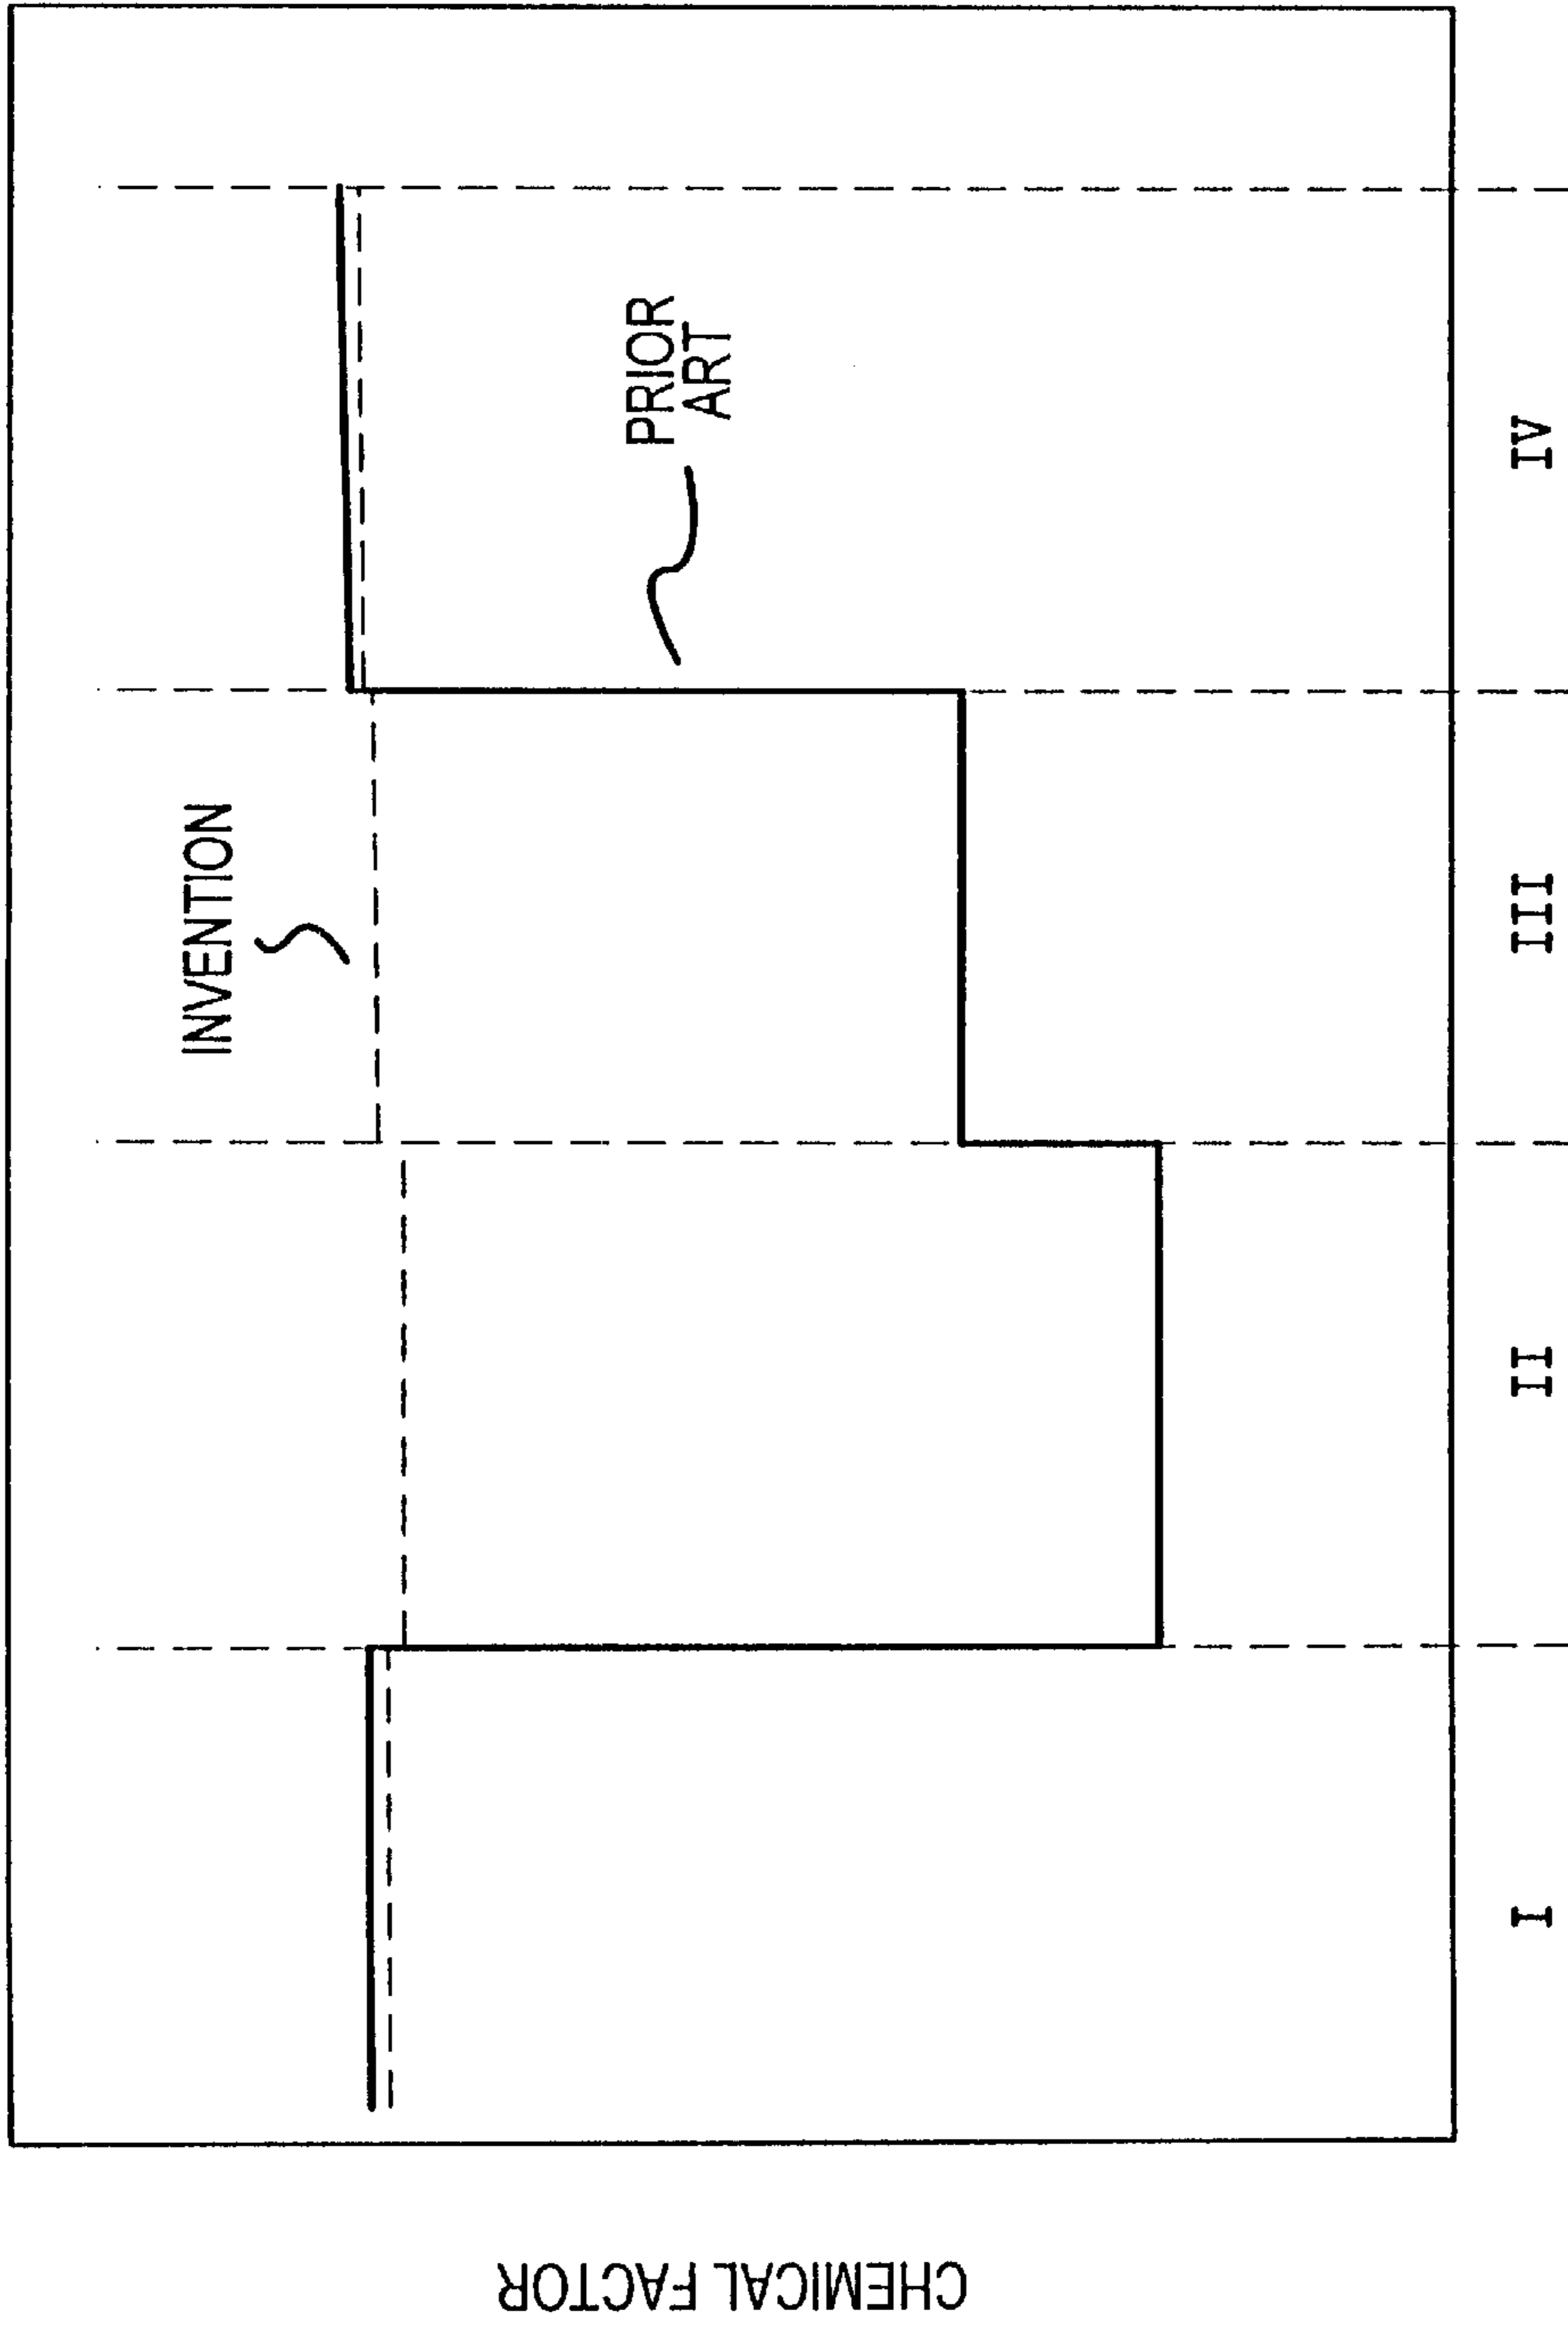 CHEMICAL FACTOR
INVENTION
PRIOR
ART
I
II
III
IV